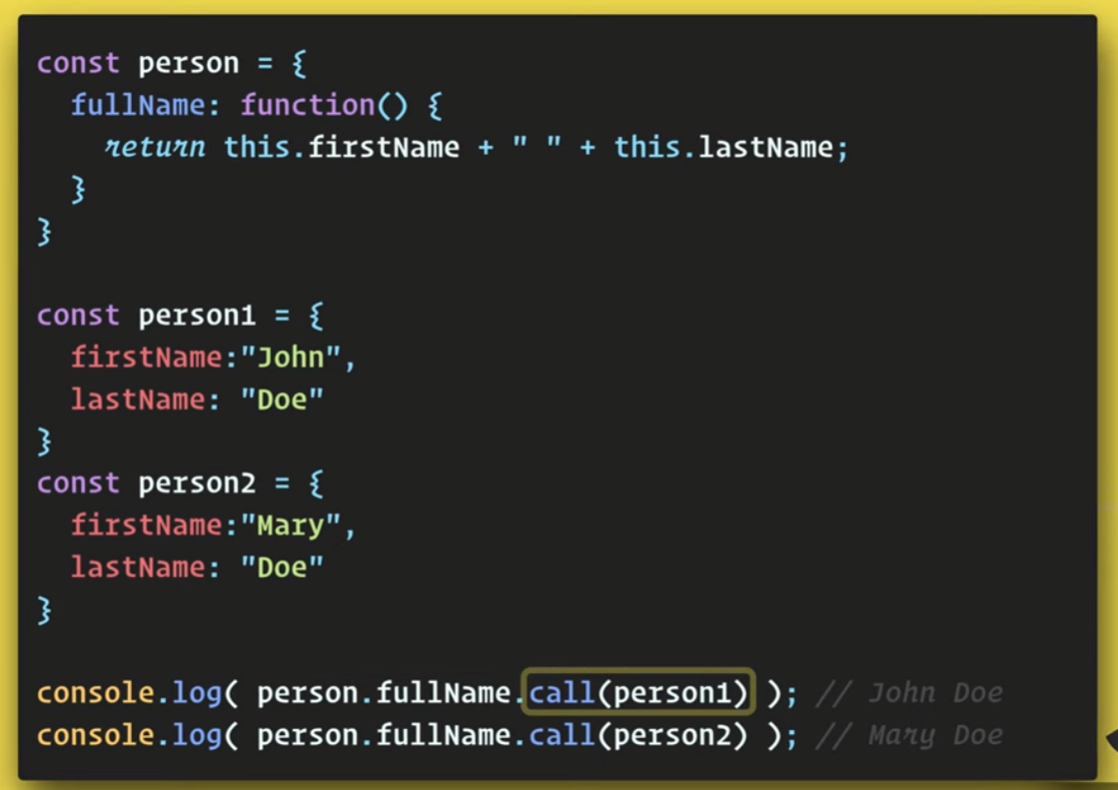 const person = {
  fullName: function() {
    return this.firstName + " " + this.lastName;
  }
}

const person1 = {
  firstName:"John",
  lastName: "Doe"
}
const person2 = {
  firstName:"Mary",
  lastName: "Doe"
}

console.log( person.fullName.call(person1) ); // John Doe
console.log( person.fullName.call(person2) ); // Mary Doe